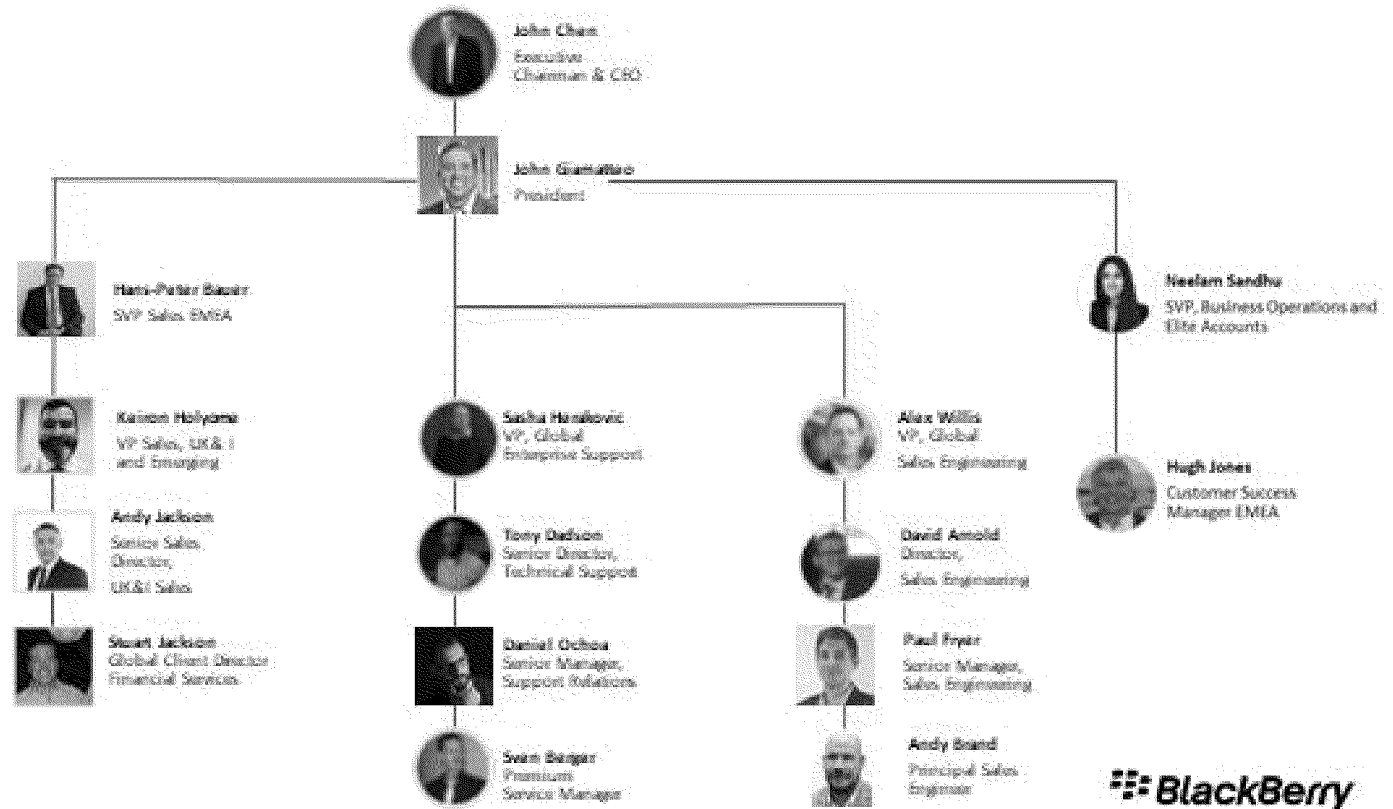 John Chen
Executive
Chairman & CEO
John Giamatteo
President
Hans-Peter Bauer
SVP Sales EMEA
Neelam Sandhu
SVP, Business Operations and
Elite Accounts
Keiron Holyome
VP Sales, UK& I
and Emerging
Sasha Herakovic
VP, Global
Enterprise Support
Alex Willis
VP, Global
Sales Engineering
Hugh Jones
Customer Success
Manager EMEA
Andy Jackson
Senior Sales
Director,
UK&I Sales
Tony Dadson
Senior Director,
Technical Support
David Arnold
Director,
Sales Engineering
Stuart Jackson
Global Client Director
Financial Services
Daniel Ochoa
Senior Manager,
Support Relations
Paul Fryer
Senior Manager,
Sales Engineering
Sven Berger
Premium
Service Manager
Andy Brand
Principal Sales
Engineer
BlackBerry